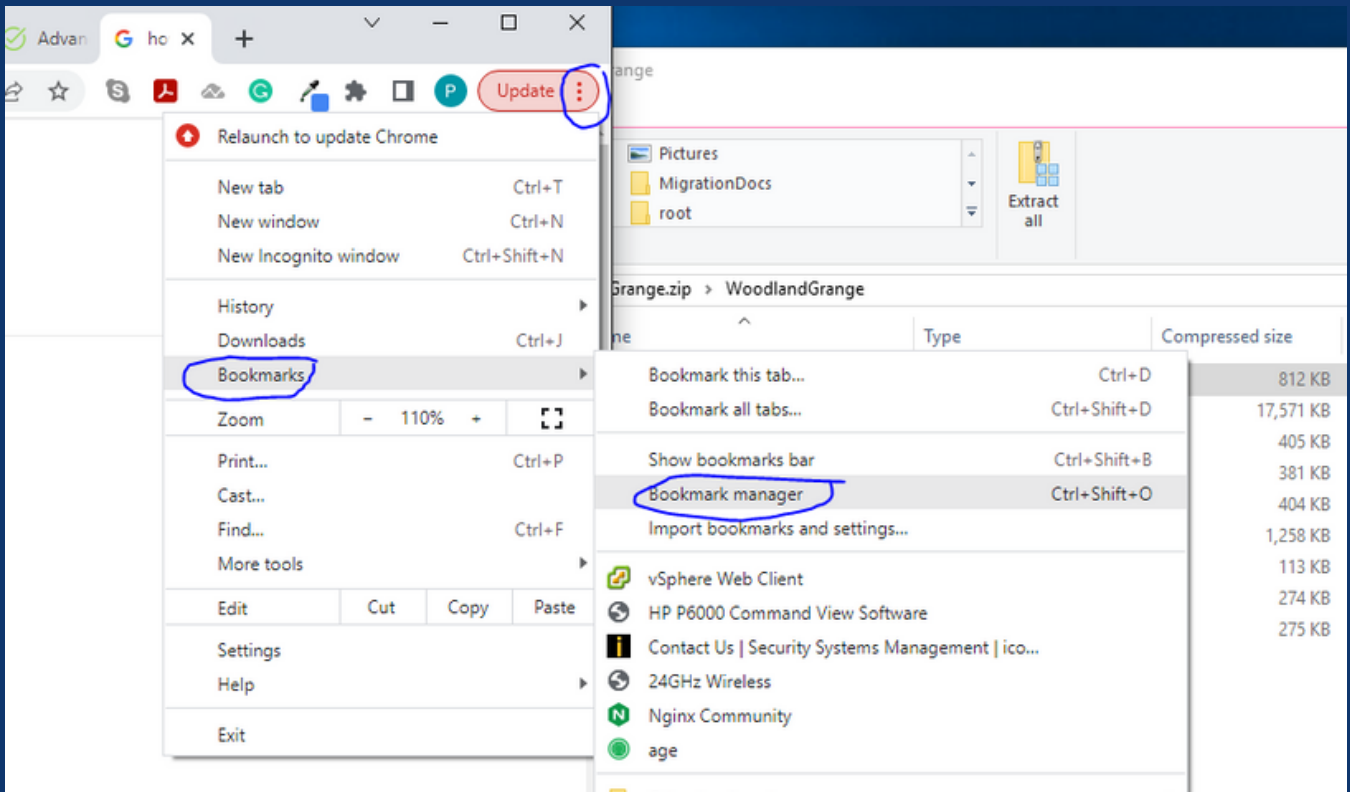 Advan
ho
Update
Relaunch to update Chrome
New tab Ctrl+T
New window Ctrl+N
New Incognito window Ctrl+Shift+N
History
Downloads Ctrl+J
Bookmarks
Zoom - 110% +
Print... Ctrl+P
Cast...
Find... Ctrl+F
More tools
Edit Cut Copy Paste
Settings
Help
Exit
P
ange
Pictures
MigrationDocs
root
Extract
all
Grange.zip > WoodlandGrange
ne Type Compressed size
812 KB
17,571 KB
405 KB
381 KB
404 KB
1,258 KB
113 KB
274 KB
275 KB
Bookmark this tab... Ctrl+D
Bookmark all tabs... Ctrl+Shift+D
Show bookmarks bar Ctrl+Shift+B
Bookmark manager Ctrl+Shift+O
Import bookmarks and settings...
vSphere Web Client
HP P6000 Command View Software
Contact Us | Security Systems Management | ico...
24GHz Wireless
Nginx Community
age